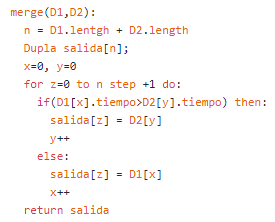 merge(D1,D2):
n = D1.lentgh + D2.length
Dupla salida[n];
x=0, y=0
for z=0 to n step +1 do:
if(D1[x].tiempo>D2[y].tiempo) then:
salida[z] = D2[y]
y++
else:
salida[z] = D1[x]
x++
return salida